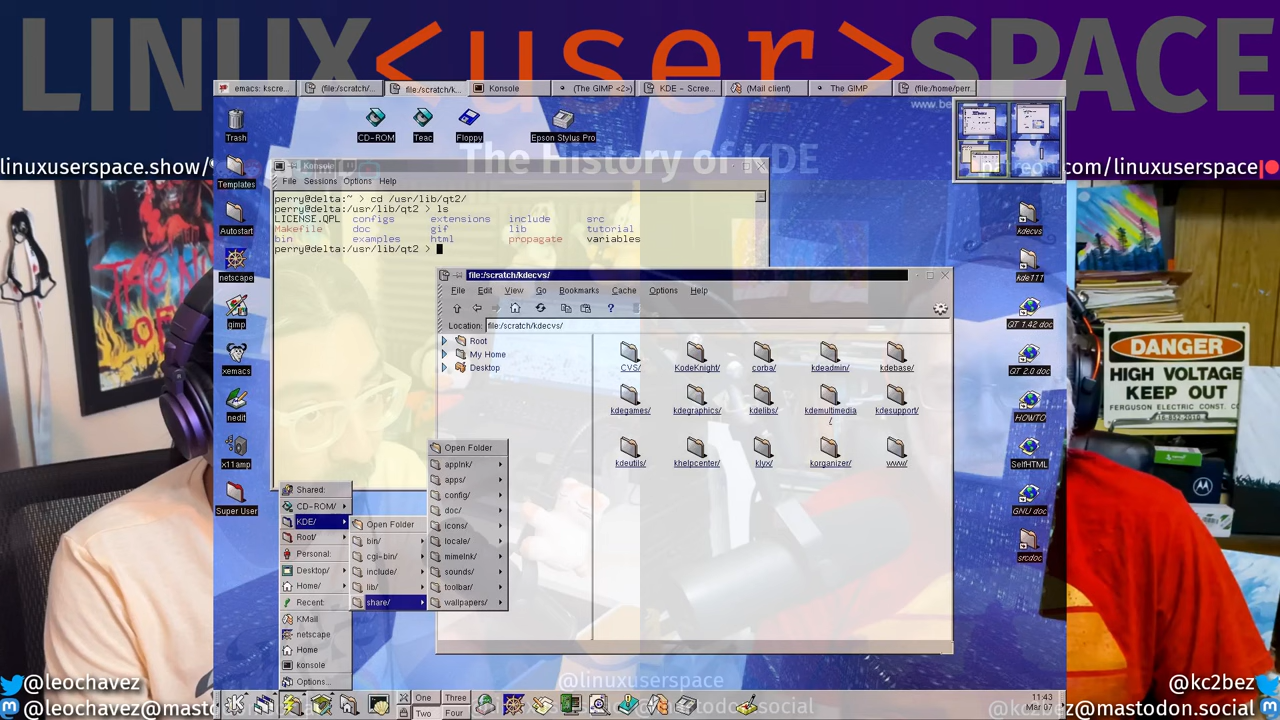 LINUX<user>SPACE
emacs: kscre...
(file:/scratch/...
file:/scratch/k...
Konsole
(The GIMP <2>)
KDE - Scree...
(Mail client)
The GIMP
(file:/home/perr...
www.be
Trash
CD-ROM
Teac
Floppy
Epson Stylus Pro
The History of KDE
linuxuserspace.show/
.com/linuxuserspace
Konsole
File Sessions Options Help
Templates
perry@delta:~ > cd /usr/lib/qt2/
perry@delta:/usr/lib/qt2 > ls
LICENSE.QPL configs extensions include src
Makefile doc gif lib tutorial
bin examples html propagate variables
perry@delta:/usr/lib/qt2 >
Autostart
netscape
gimp
xemacs
nedit
x11amp
Super User
file:/scratch/kdecvs/
File Edit View Go Bookmarks Cache Options Help
Location: file:/scratch/kdecvs/
Root
My Home
Desktop
CVS/ KodeKnight/ corba/ kdeadmin/ kdebase/
kdegames/ kdegraphics/ kdelibs/ kdemultimedia/ kdesupport/
kdeutils/ khelpcenter/ klyx/ korganizer/ www/
kdecvs
kde111
QT 1.42 doc
QT 2.0 doc
HOWTO
SelfHTML
GNU doc
srcdoc
DANGER
HIGH VOLTAGE
KEEP OUT
FERGUSON ELECTRIC CONST. CO
Shared:
CD-ROM/
KDE/
Root/
Personal:
Desktop/
Home/
Recent:
KMail
netscape
Home
konsole
Options...
Open Folder
bin/
cgi-bin/
include/
lib/
share/
Open Folder
applnk/
apps/
config/
doc/
icons/
locale/
mimelnk/
sounds/
toolbar/
wallpapers/
@leochavez
@leochavez@masto
@linuxuserspace
@kc2bez
@kc2bez@mastodon.social
One Three
Two Four
11:43
Mar 07